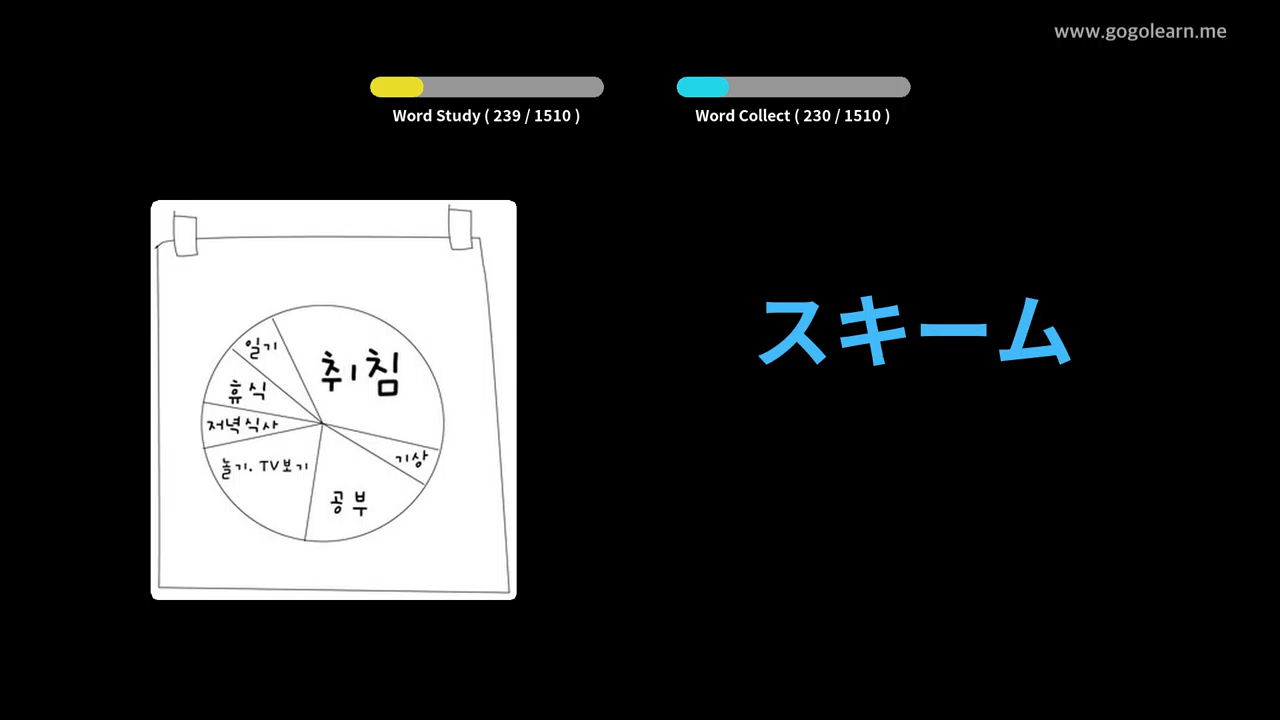 www.gogolearn.me
Word Study ( 239 / 1510 )
Word Collect ( 230 / 1510 )
일기
취침
휴식
저녁식사
놀기. TV보기
기상
공부
スキーム